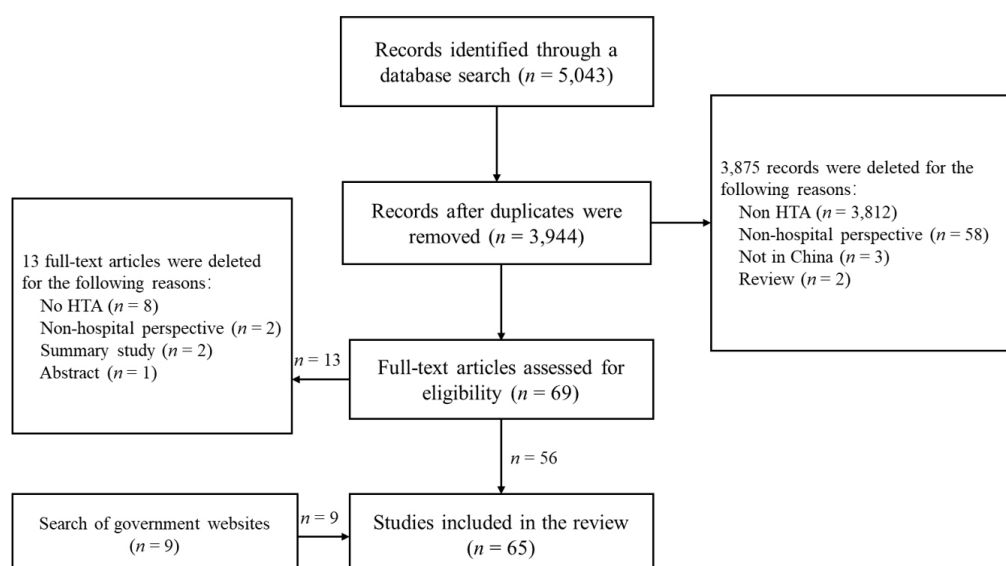 Records identified through a
database search (n = 5,043)
3,875 records were deleted for the
following reasons：
Non HTA (n = 3,812)
Non-hospital perspective (n = 58)
Not in China (n = 3)
Review (n = 2)
Records after duplicates were
removed (n = 3,944)
13 full-text articles were deleted
for the following reasons：
No HTA (n = 8)
Non-hospital perspective (n = 2)
Summary study (n = 2)
Abstract (n = 1)
n = 13
Full-text articles assessed for
eligibility (n = 69)
n = 56
Search of government websites
(n = 9)
n = 9
Studies included in the review
(n = 65)